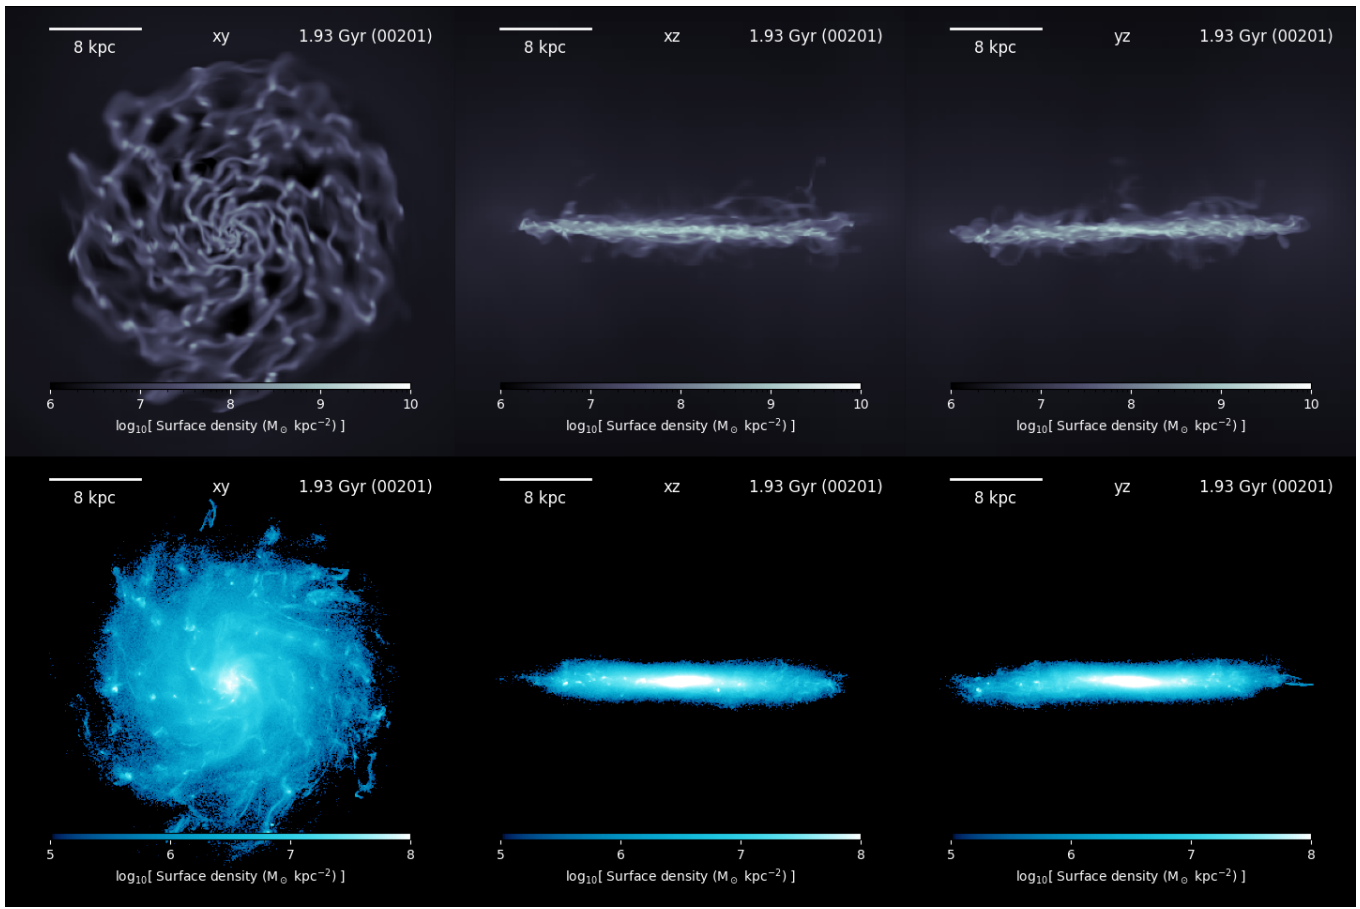 8 kpc xy 1.93 Gyr (00201)
8 kpc xz 1.93 Gyr (00201)
8 kpc yz 1.93 Gyr (00201)
6 7 8 9 10
log₁₀[ Surface density (M⊙ kpc⁻²) ]
6 7 8 9 10
log₁₀[ Surface density (M⊙ kpc⁻²) ]
6 7 8 9 10
log₁₀[ Surface density (M⊙ kpc⁻²) ]
8 kpc xy 1.93 Gyr (00201)
8 kpc xz 1.93 Gyr (00201)
8 kpc yz 1.93 Gyr (00201)
5 6 7 8
log₁₀[ Surface density (M⊙ kpc⁻²) ]
5 6 7 8
log₁₀[ Surface density (M⊙ kpc⁻²) ]
5 6 7 8
log₁₀[ Surface density (M⊙ kpc⁻²) ]